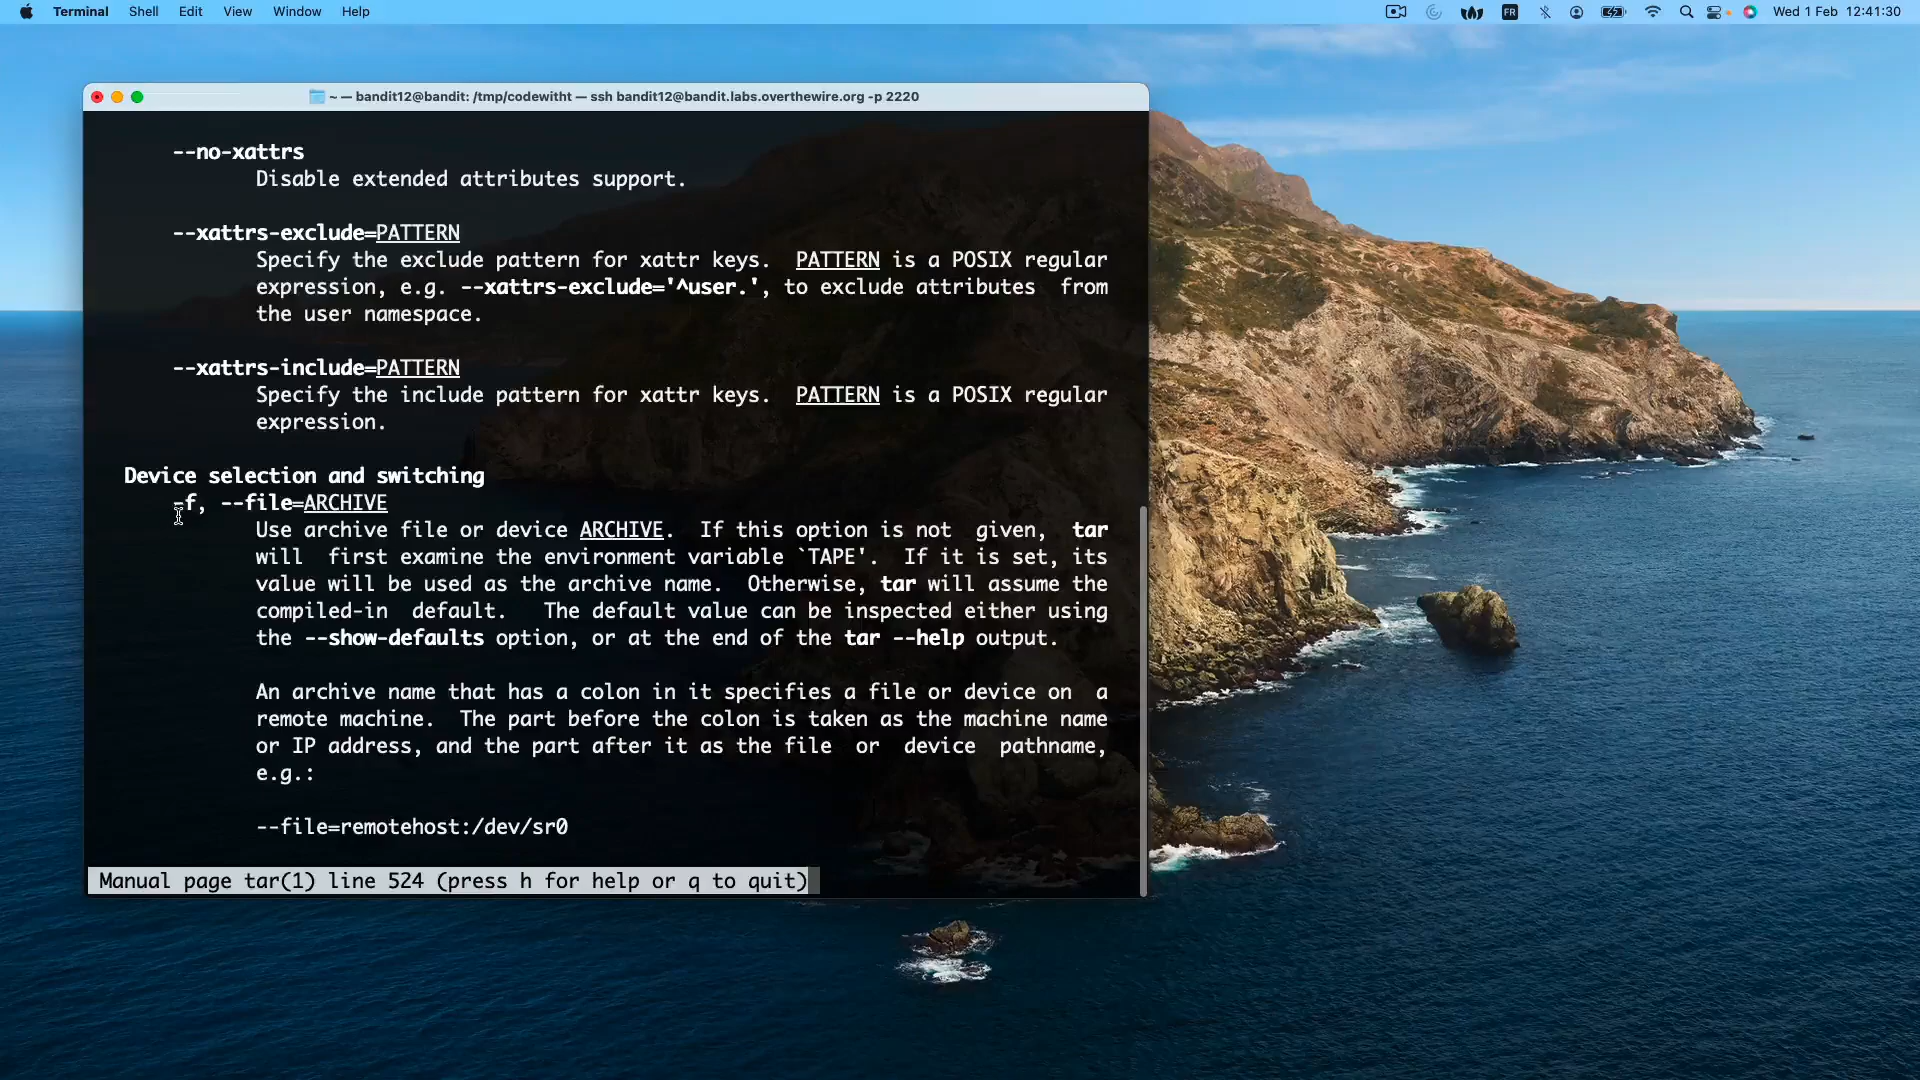 Terminal Shell Edit View Window Help FR Wed 1 Feb 12:41:30
~ — bandit12@bandit: /tmp/codewitht — ssh bandit12@bandit.labs.overthewire.org -p 2220
--no-xattrs
Disable extended attributes support.
--xattrs-exclude=PATTERN
Specify the exclude pattern for xattr keys. PATTERN is a POSIX regular
expression, e.g. --xattrs-exclude='^user.', to exclude attributes from
the user namespace.
--xattrs-include=PATTERN
Specify the include pattern for xattr keys. PATTERN is a POSIX regular
expression.
Device selection and switching
-f, --file=ARCHIVE
Use archive file or device ARCHIVE. If this option is not given, tar
will first examine the environment variable `TAPE'. If it is set, its
value will be used as the archive name. Otherwise, tar will assume the
compiled-in default. The default value can be inspected either using
the --show-defaults option, or at the end of the tar --help output.
An archive name that has a colon in it specifies a file or device on a
remote machine. The part before the colon is taken as the machine name
or IP address, and the part after it as the file or device pathname,
e.g.:
--file=remotehost:/dev/sr0
Manual page tar(1) line 524 (press h for help or q to quit)